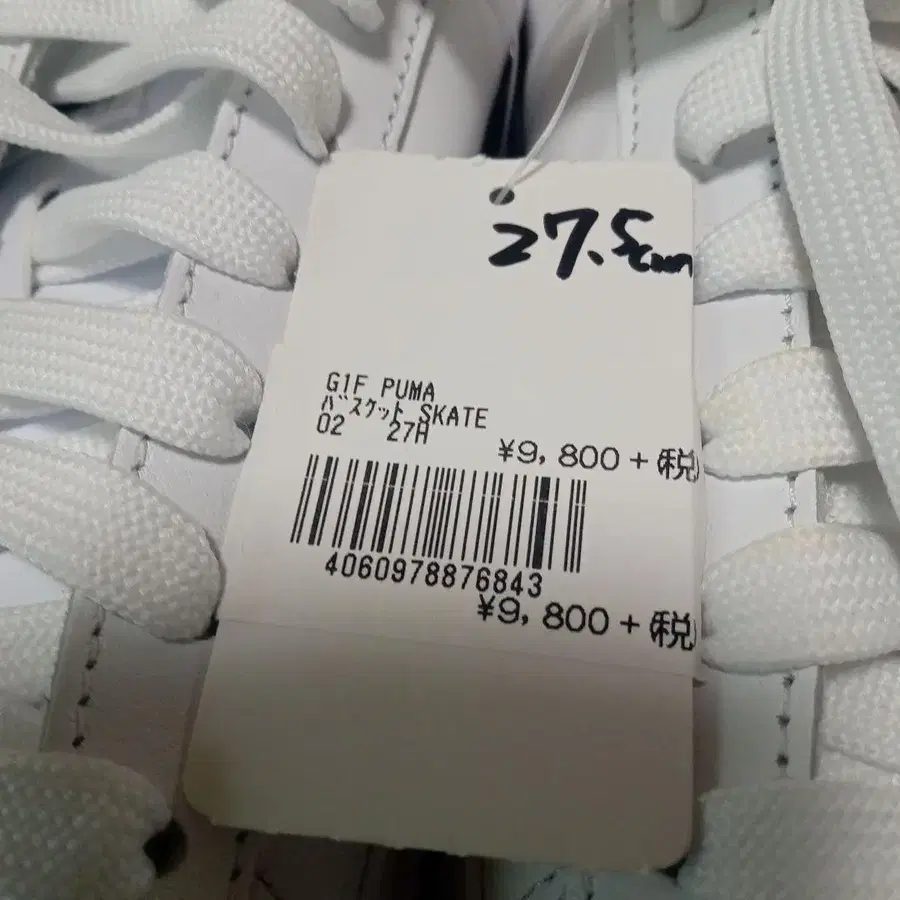 27.5cm
G1F PUMA
バスケット SKATE
02 27H
¥9,800+(税)
4060978876843
¥9,800+(税)